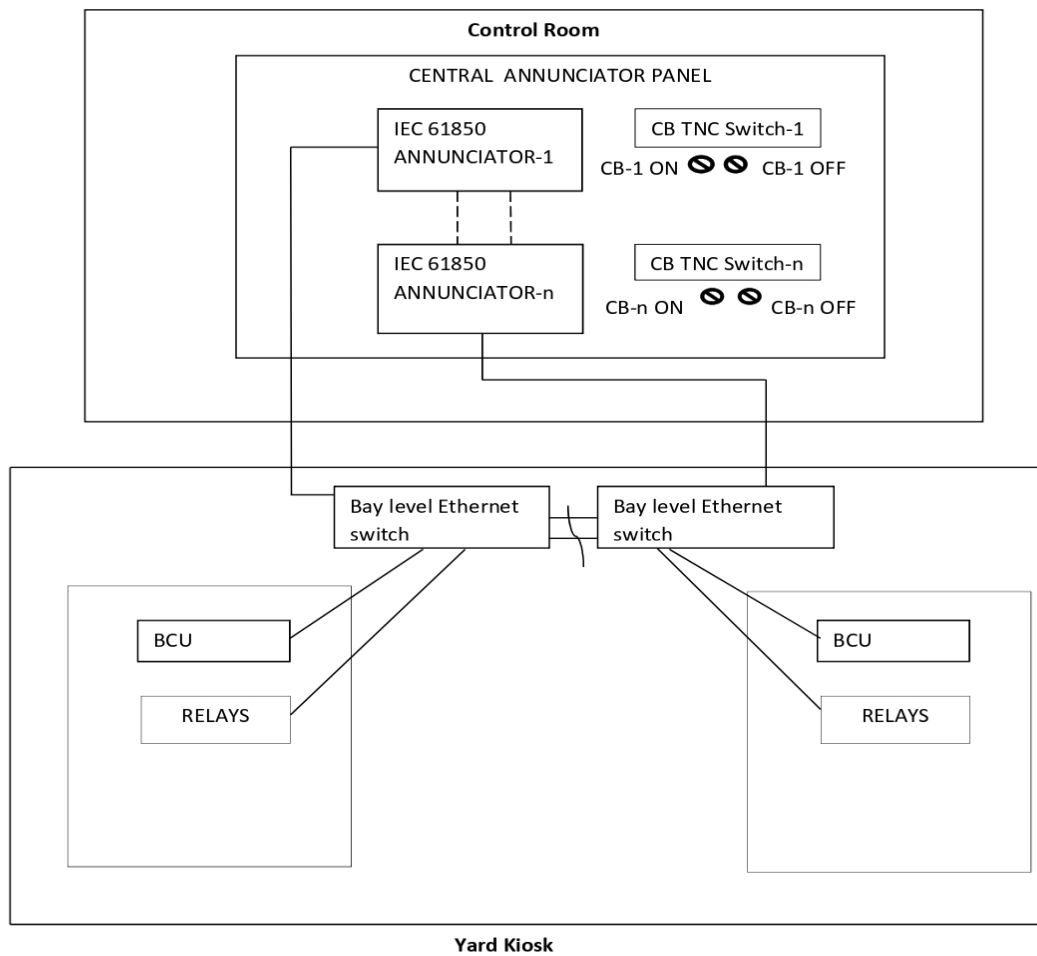 Control Room
CENTRAL ANNUNCIATOR PANEL
IEC 61850
ANNUNCIATOR-1
CB TNC Switch-1
CB-1 ON
CB-1 OFF
IEC 61850
ANNUNCIATOR-n
CB TNC Switch-n
CB-n ON
CB-n OFF
Bay level Ethernet
switch
Bay level Ethernet
switch
BCU
RELAYS
BCU
RELAYS
Yard Kiosk